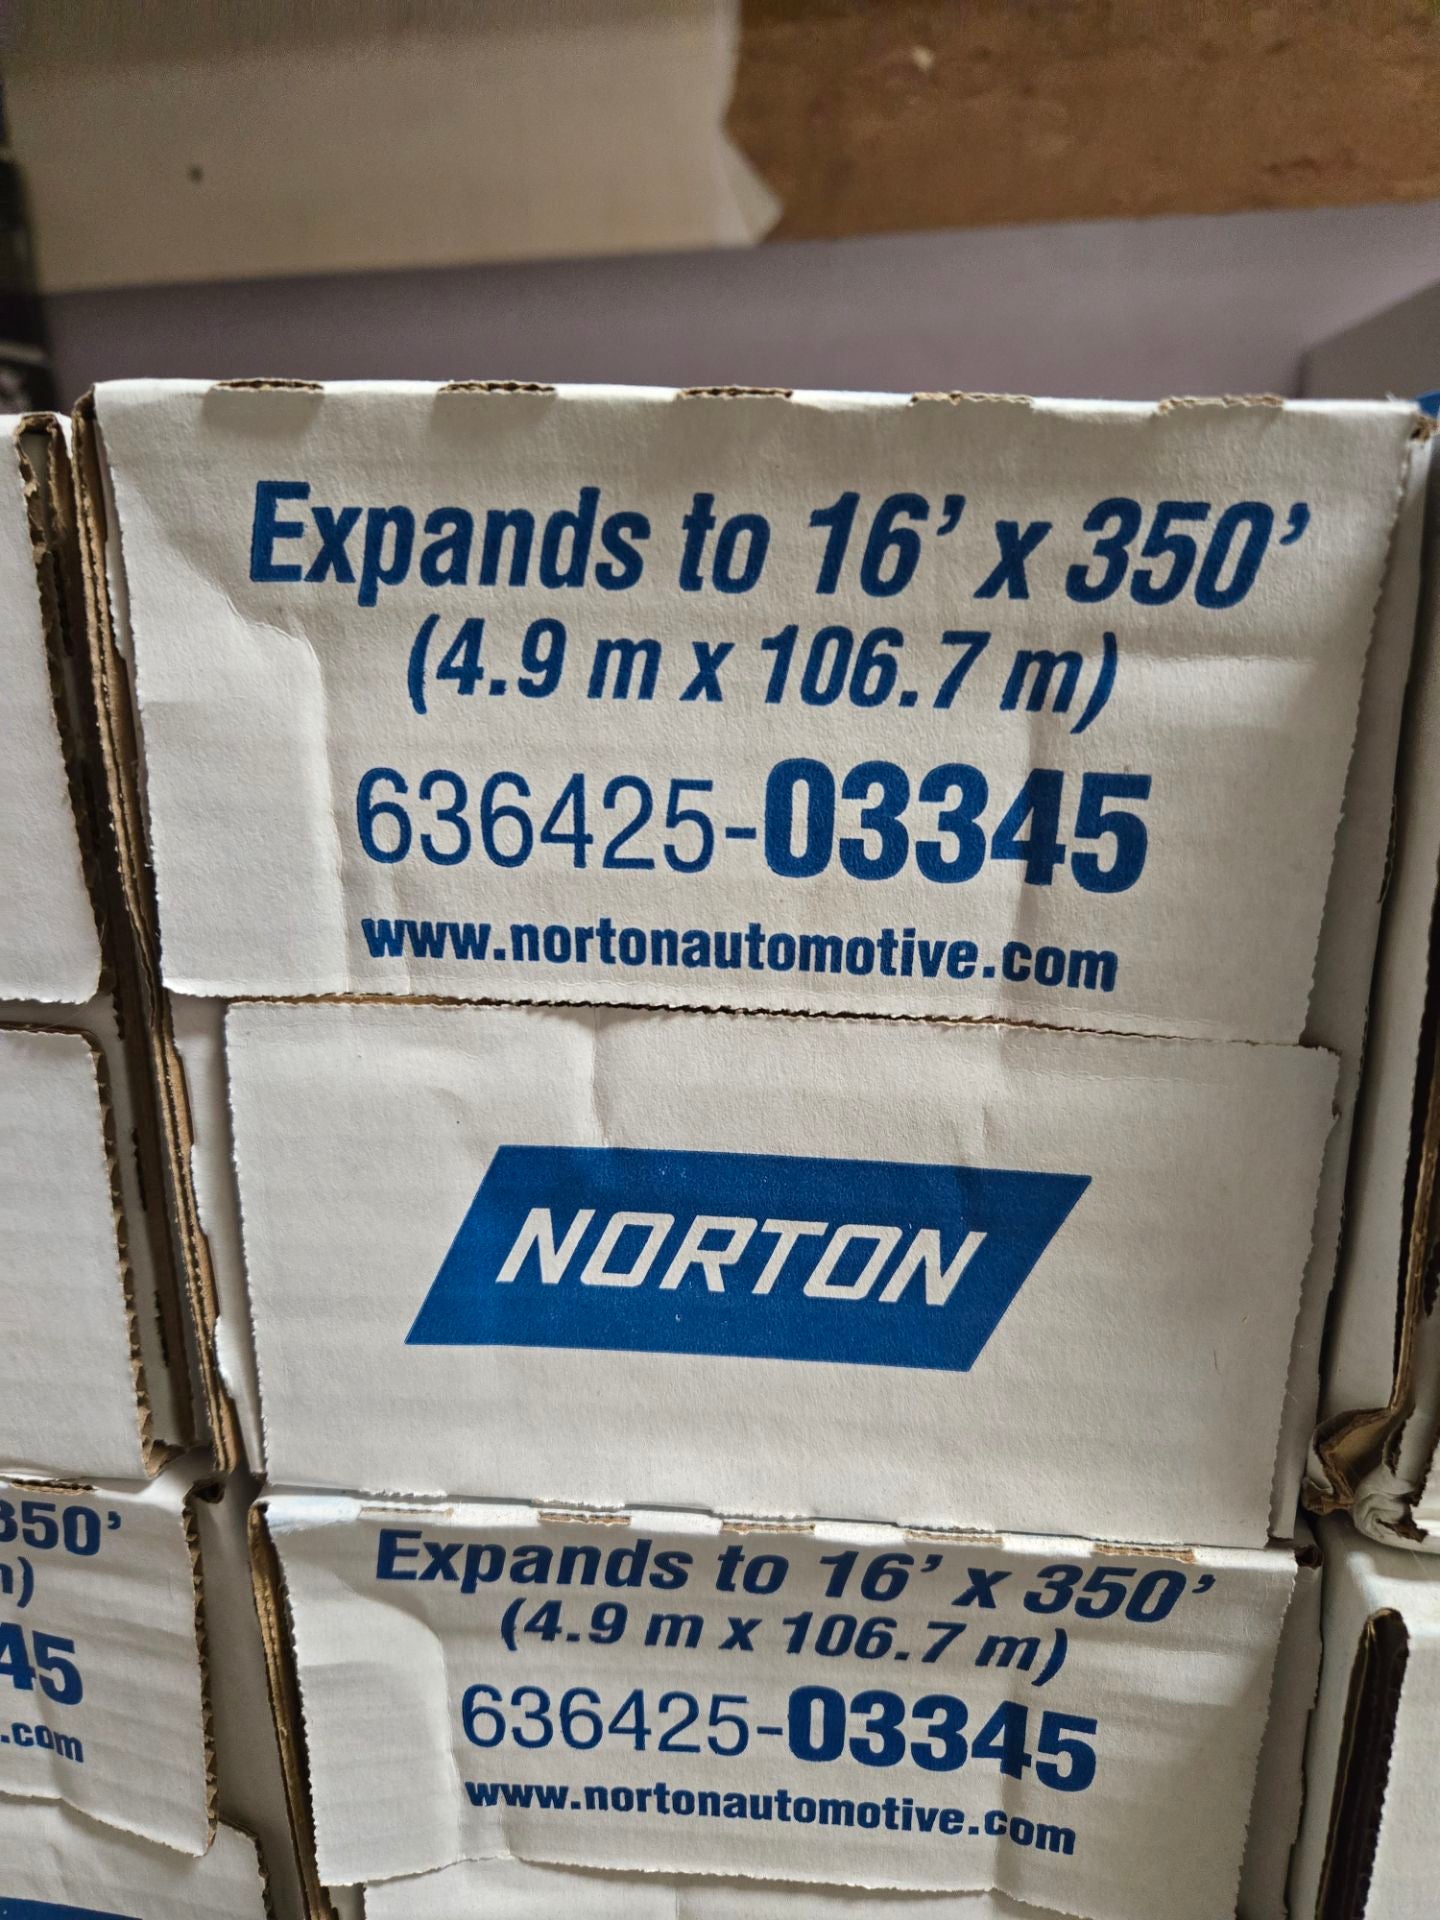 Expands to 16' x 350'
(4.9 m x 106.7 m)
636425-03345
www.nortonautomotive.com
NORTON
350'
45
.com
Expands to 16' x 350'
(4.9 m x 106.7 m)
636425-03345
www.nortonautomotive.com